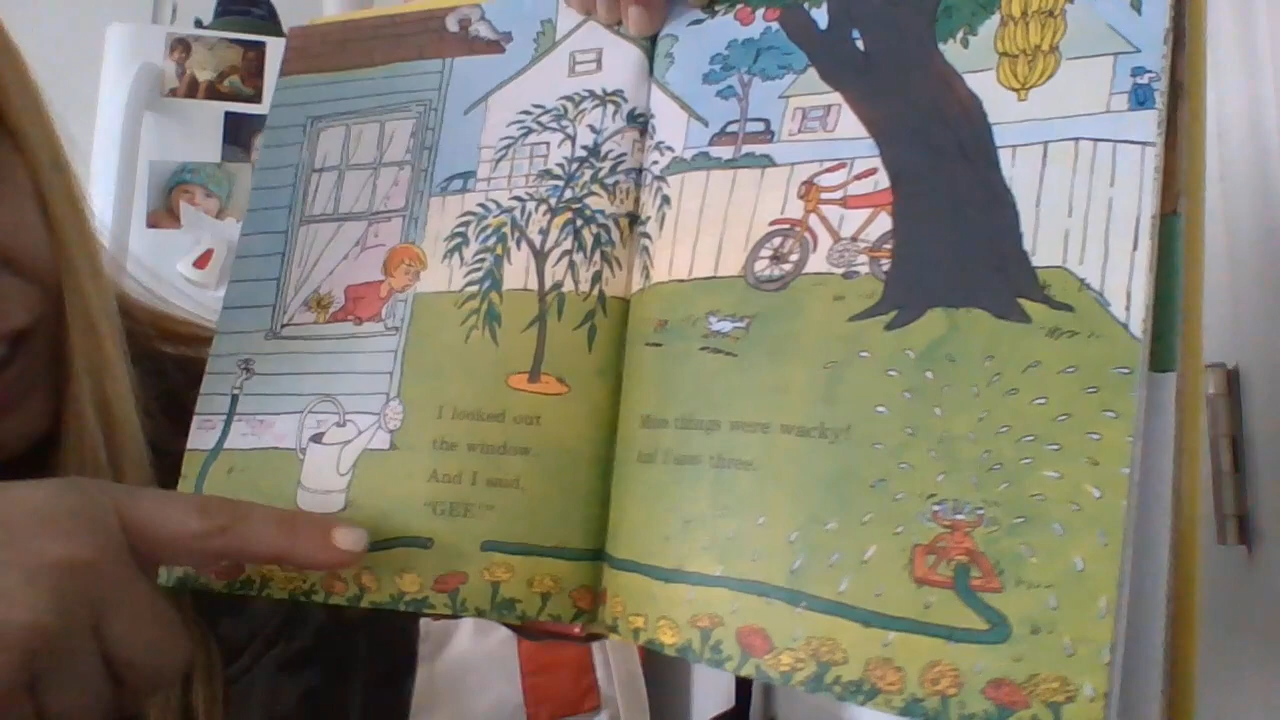 I looked out
the window.
And I said,
"GEE!"
More things were wacky!
And I saw three.